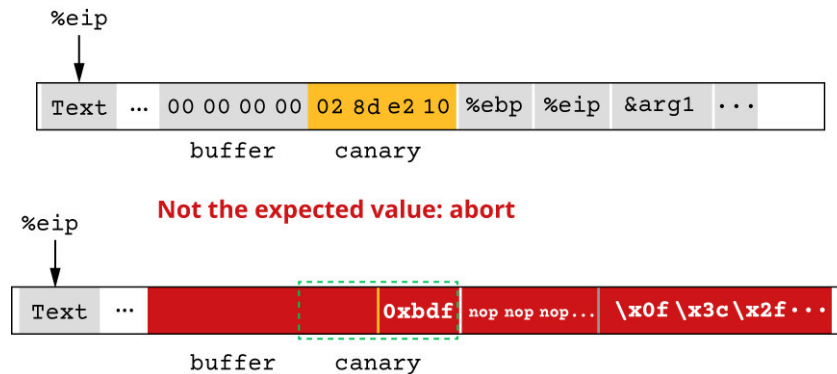 %eip
Text ... 00 00 00 00 02 8d e2 10 %ebp %eip &arg1 ...
buffer canary
Not the expected value: abort
%eip
Text ... 0xbdf nop nop nop... \x0f \x3c \x2f ...
buffer canary